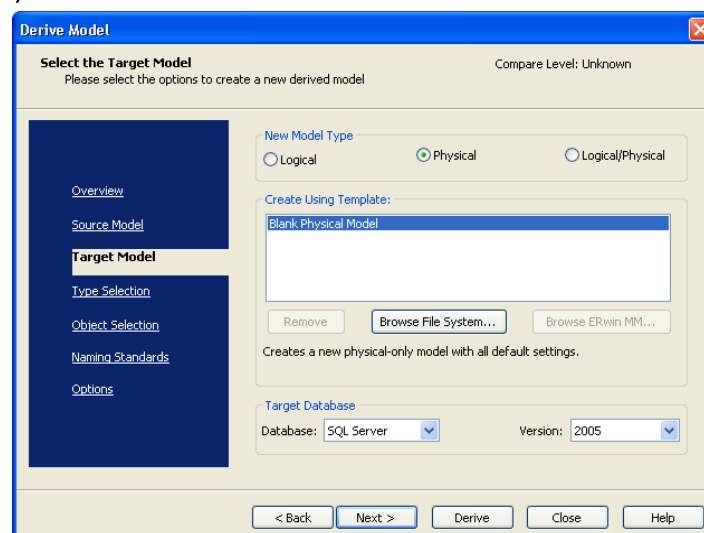 Derive Model
Select the Target Model
Compare Level: Unknown
Please select the options to create a new derived model
Overview
Source Model
Target Model
Type Selection
Object Selection
Naming Standards
Options
New Model Type
Logical
Physical
Logical/Physical
Create Using Template:
Blank Physical Model
Remove
Browse File System...
Browse ERwin MM...
Creates a new physical-only model with all default settings.
Target Database
Database: SQL Server
Version: 2005
< Back
Next >
Derive
Close
Help